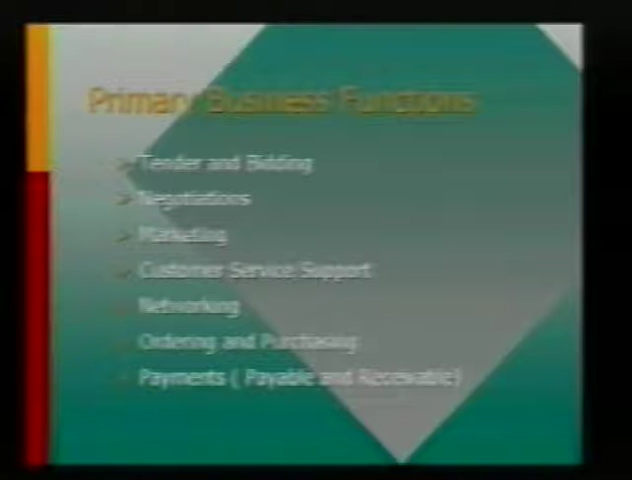 Primary Business Functions
Tender and Bidding
Negotiations
Marketing
Customer Service Support
Networking
Ordering and Purchasing
Payments ( Payable and Receivable)